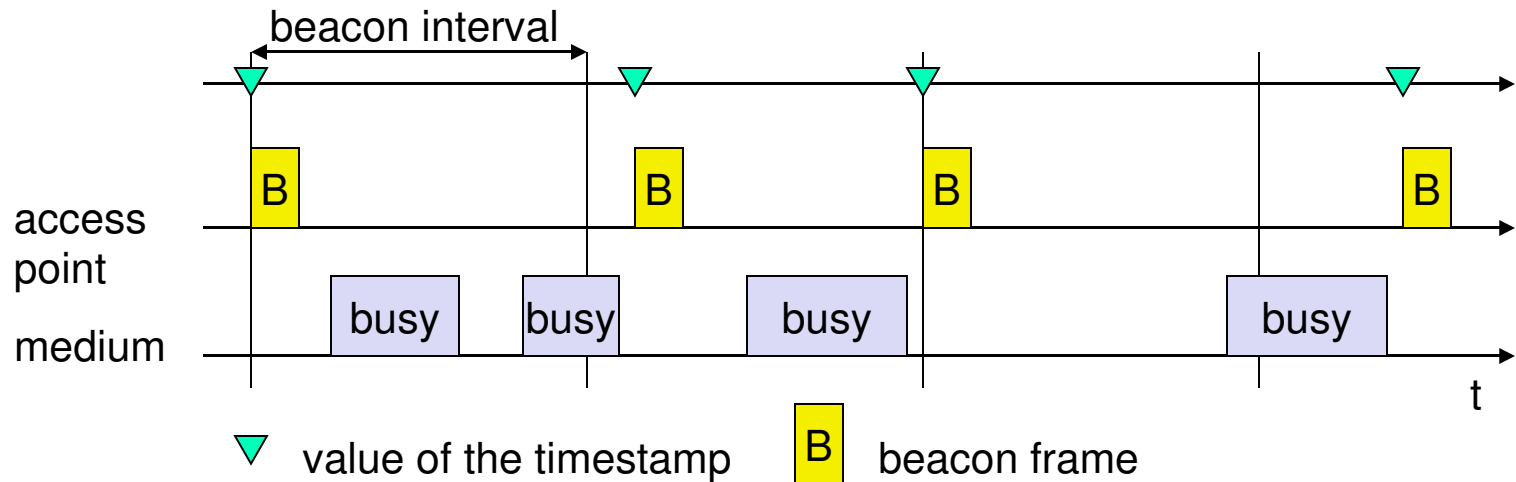 beacon interval
B B B B
access
point
busy busy busy busy
medium
t
value of the timestamp B beacon frame